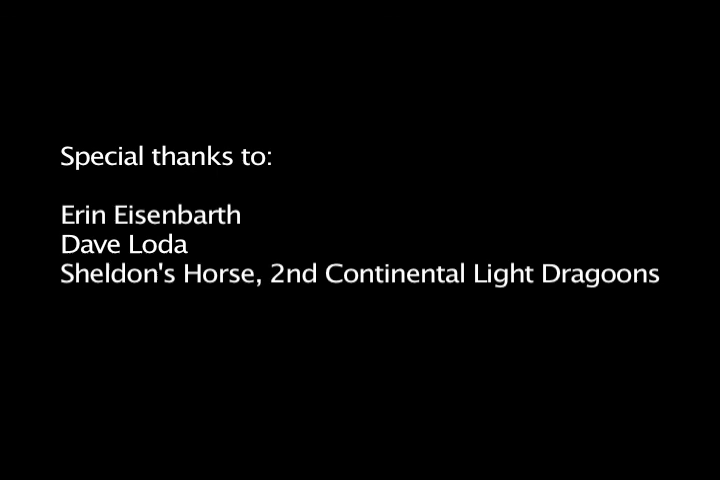 Special thanks to:
Erin Eisenbarth
Dave Loda
Sheldon's Horse, 2nd Continental Light Dragoons